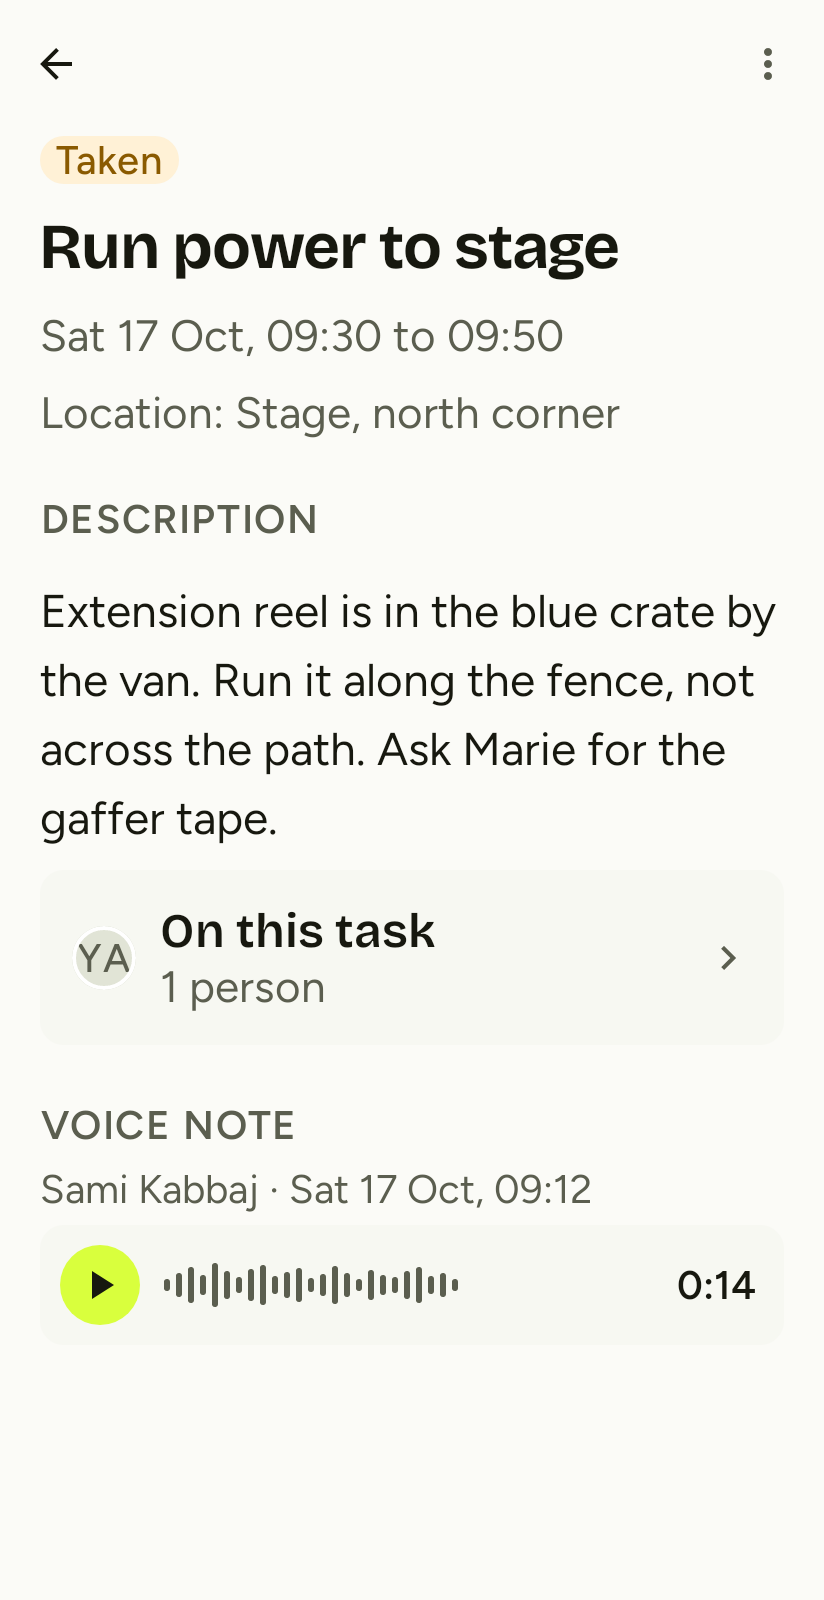 Taken
Run power to stage
Sat 17 Oct, 09:30 to 09:50
Location: Stage, north corner
DESCRIPTION
Extension reel is in the blue crate by
the van. Run it along the fence, not
across the path. Ask Marie for the
gaffer tape.
YA
On this task
1 person
VOICE NOTE
Sami Kabbaj · Sat 17 Oct, 09:12
0:14